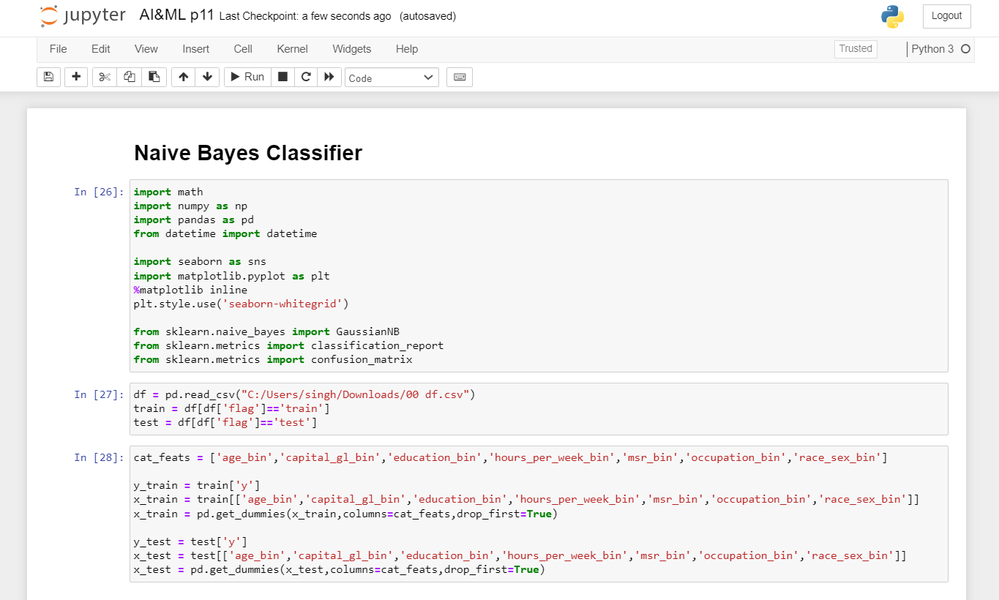 jupyter AI&ML p11 Last Checkpoint: a few seconds ago (autosaved) Logout
File Edit View Insert Cell Kernel Widgets Help Trusted Python 3
Run Code
Naive Bayes Classifier
In [26]: import math
import numpy as np
import pandas as pd
from datetime import datetime
import seaborn as sns
import matplotlib.pyplot as plt
%matplotlib inline
plt.style.use('seaborn-whitegrid')
from sklearn.naive_bayes import GaussianNB
from sklearn.metrics import classification_report
from sklearn.metrics import confusion_matrix
In [27]: df = pd.read_csv("C:/Users/singh/Downloads/00 df.csv")
train = df[df['flag']=='train']
test = df[df['flag']=='test']
In [28]: cat_feats = ['age_bin','capital_gl_bin','education_bin','hours_per_week_bin','msr_bin','occupation_bin','race_sex_bin']
y_train = train['y']
x_train = train[['age_bin','capital_gl_bin','education_bin','hours_per_week_bin','msr_bin','occupation_bin','race_sex_bin']]
x_train = pd.get_dummies(x_train,columns=cat_feats,drop_first=True)
y_test = test['y']
x_test = test[['age_bin','capital_gl_bin','education_bin','hours_per_week_bin','msr_bin','occupation_bin','race_sex_bin']]
x_test = pd.get_dummies(x_test,columns=cat_feats,drop_first=True)